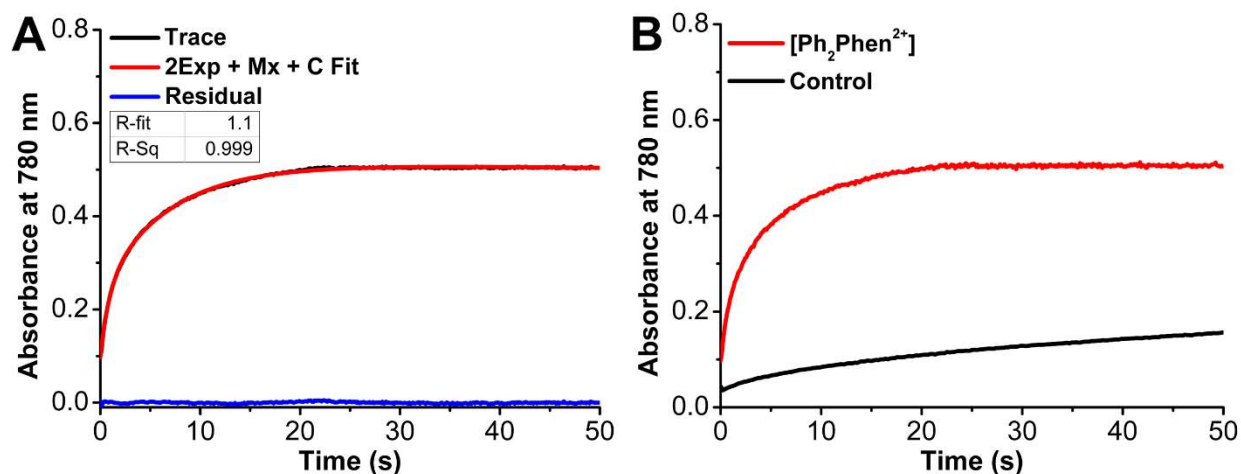 A
Trace
2Exp + Mx + C Fit
Residual
R-fit 1.1
R-Sq 0.999
Absorbance at 780 nm
0.8
0.6
0.4
0.2
0.0
0 10 20 30 40 50
Time (s)
B
[Ph₂Phen²⁺]
Control
Absorbance at 780 nm
0.8
0.6
0.4
0.2
0.0
0 10 20 30 40 50
Time (s)